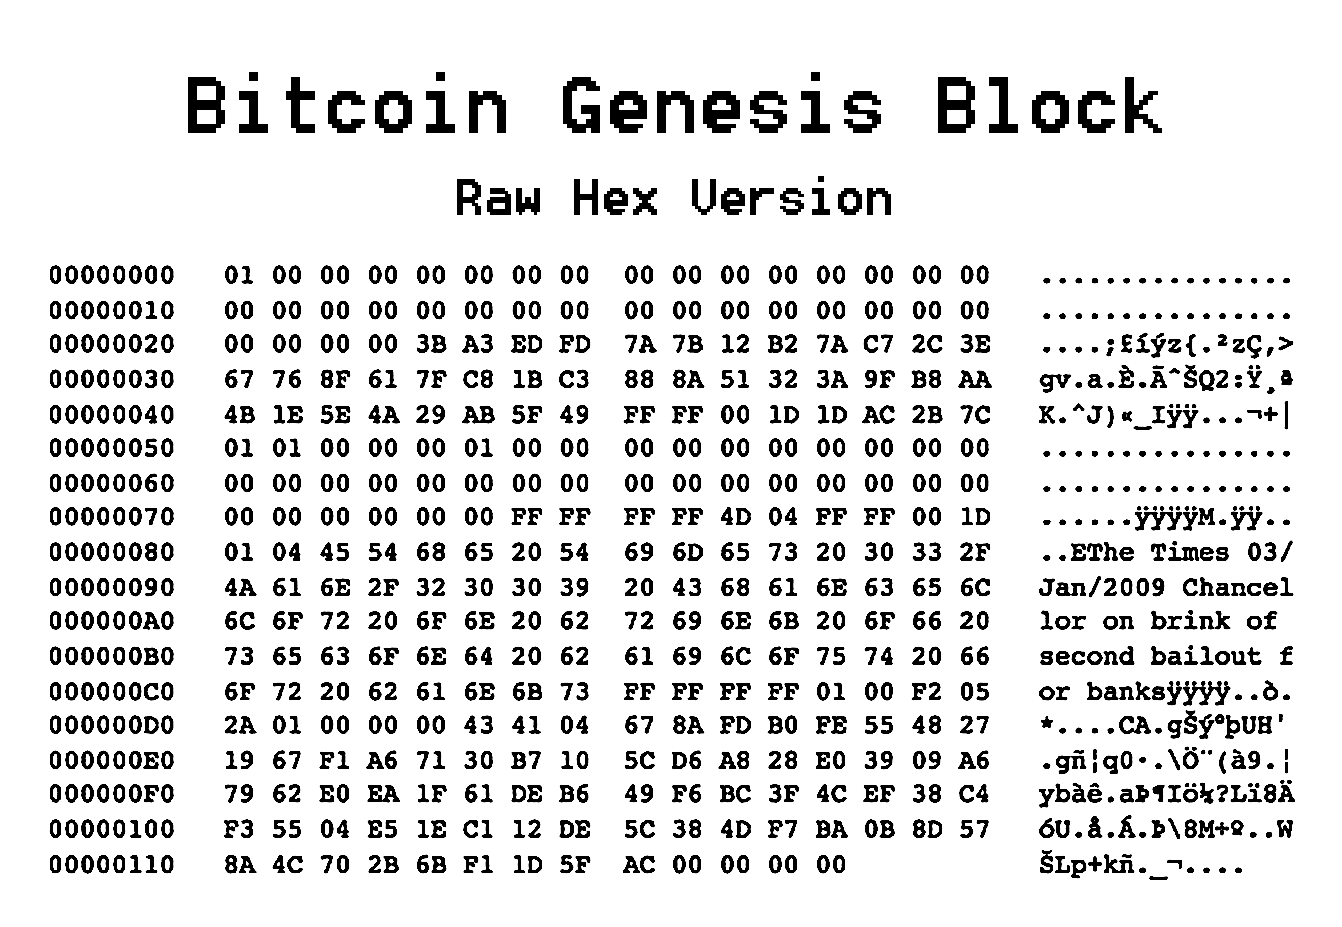 Bitcoin Genesis Block
Raw Hex Version
00000000 01 00 00 00 00 00 00 00 00 00 00 00 00 00 00 00 ................
00000010 00 00 00 00 00 00 00 00 00 00 00 00 00 00 00 00 ................
00000020 00 00 00 00 3B A3 ED FD 7A 7B 12 B2 7A C7 2C 3E ....;£íýz{.²zÇ,>
00000030 67 76 8F 61 7F C8 1B C3 88 8A 51 32 3A 9F B8 AA gv.a.È.ÃˆŠQ2:Ÿ¸ª
00000040 4B 1E 5E 4A 29 AB 5F 49 FF FF 00 1D 1D AC 2B 7C K.^J)«_Iÿÿ...¬+|
00000050 01 01 00 00 00 01 00 00 00 00 00 00 00 00 00 00 ................
00000060 00 00 00 00 00 00 00 00 00 00 00 00 00 00 00 00 ................
00000070 00 00 00 00 00 00 FF FF FF FF 4D 04 FF FF 00 1D ......ÿÿÿÿM.ÿÿ..
00000080 01 04 45 54 68 65 20 54 69 6D 65 73 20 30 33 2F ..EThe Times 03/
00000090 4A 61 6E 2F 32 30 30 39 20 43 68 61 6E 63 65 6C Jan/2009 Chancel
000000A0 6C 6F 72 20 6F 6E 20 62 72 69 6E 6B 20 6F 66 20 lor on brink of
000000B0 73 65 63 6F 6E 64 20 62 61 69 6C 6F 75 74 20 66 second bailout f
000000C0 6F 72 20 62 61 6E 6B 73 FF FF FF FF 01 00 F2 05 or banksÿÿÿÿ..ò.
000000D0 2A 01 00 00 00 43 41 04 67 8A FD B0 FE 55 48 27 *....CA.gŠý°þUH'
000000E0 19 67 F1 A6 71 30 B7 10 5C D6 A8 28 E0 39 09 A6 .gñ¦q0·.\Ö¨(à9.¦
000000F0 79 62 E0 EA 1F 61 DE B6 49 F6 BC 3F 4C EF 38 C4 ybàê.aÞ¶Iö¼?Lï8Ä
00000100 F3 55 04 E5 1E C1 12 DE 5C 38 4D F7 BA 0B 8D 57 óU.å.Á.Þ\8M÷º..W
00000110 8A 4C 70 2B 6B F1 1D 5F AC 00 00 00 00 ŠLp+kñ._¬....